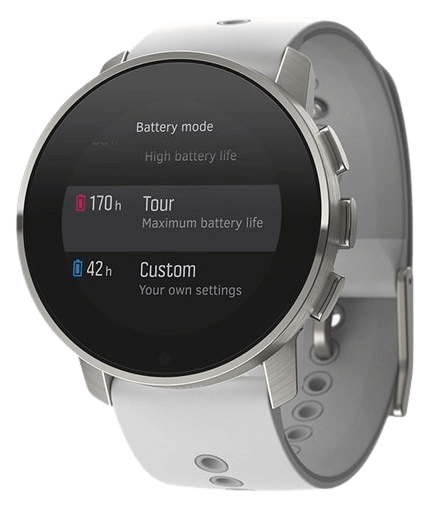 Battery mode
High battery life
170 h Tour
Maximum battery life
42 h Custom
Your own settings